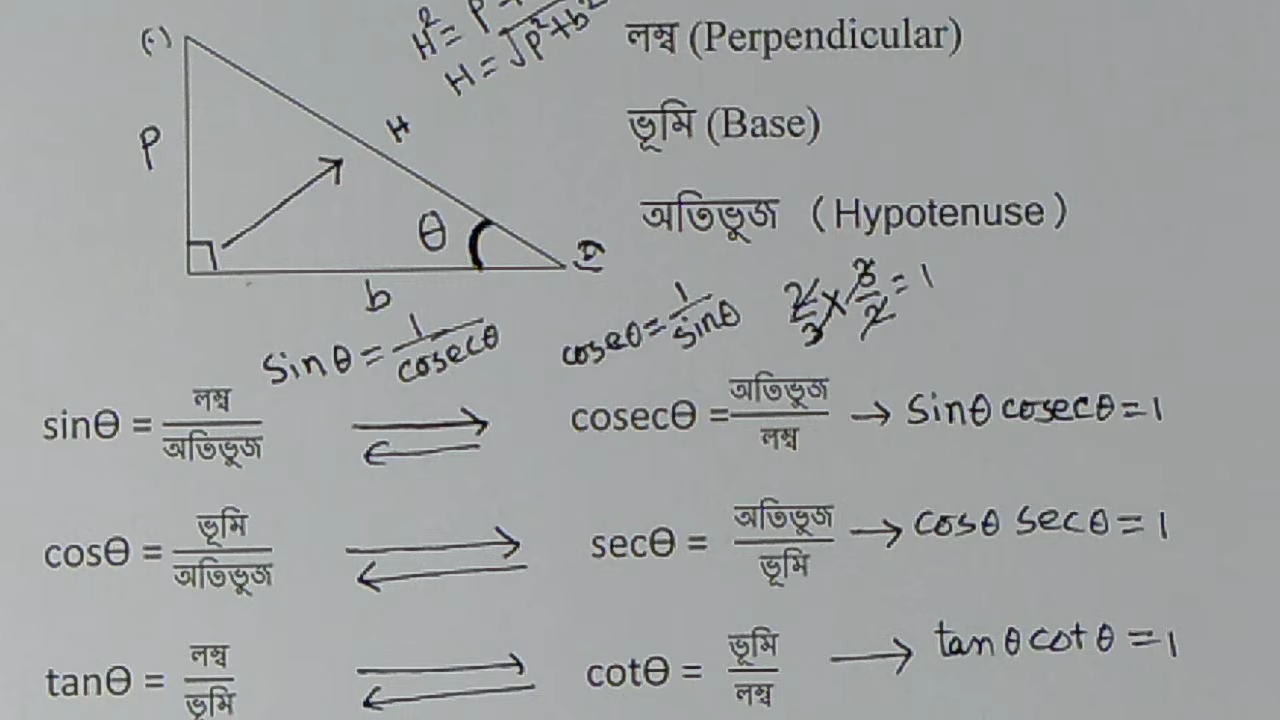 H² = P
H = √P²+b²
লম্ব (Perpendicular)
P
H
ভূমি (Base)
θ
অতিভূজ (Hypotenuse)
b
sinθ = 1/cosecθ
cosecθ = 1/sinθ
2/3 × 3/2 = 1
sinθ = লম্ব/অতিভূজ
cosecθ = অতিভূজ/লম্ব → sinθ cosecθ = 1
cosθ = ভূমি/অতিভূজ
secθ = অতিভূজ/ভূমি → cosθ secθ = 1
tanθ = লম্ব/ভূমি
cotθ = ভূমি/লম্ব → tanθ cotθ = 1